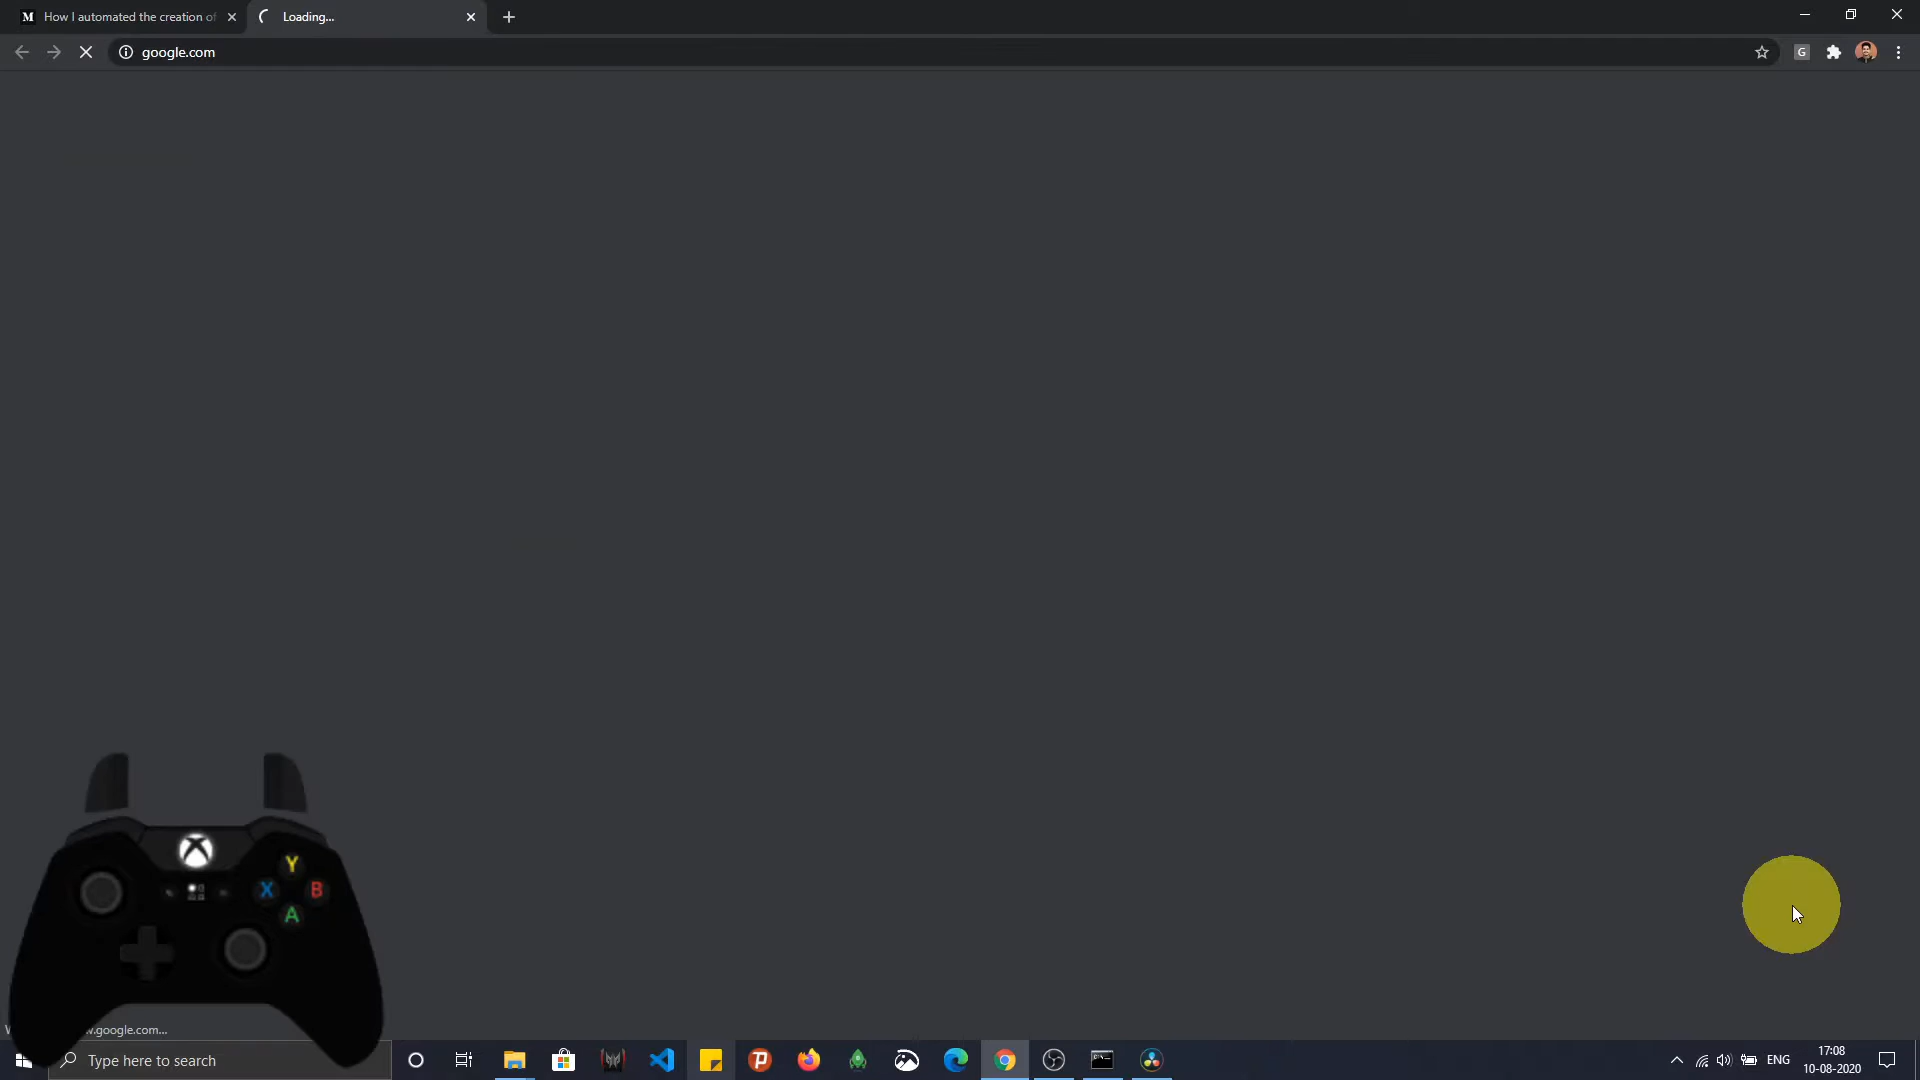 M How I automated the creation of
Loading...
google.com
G
Y
X B
A
w.google.com...
Type here to search
ENG
17:08
10-08-2020